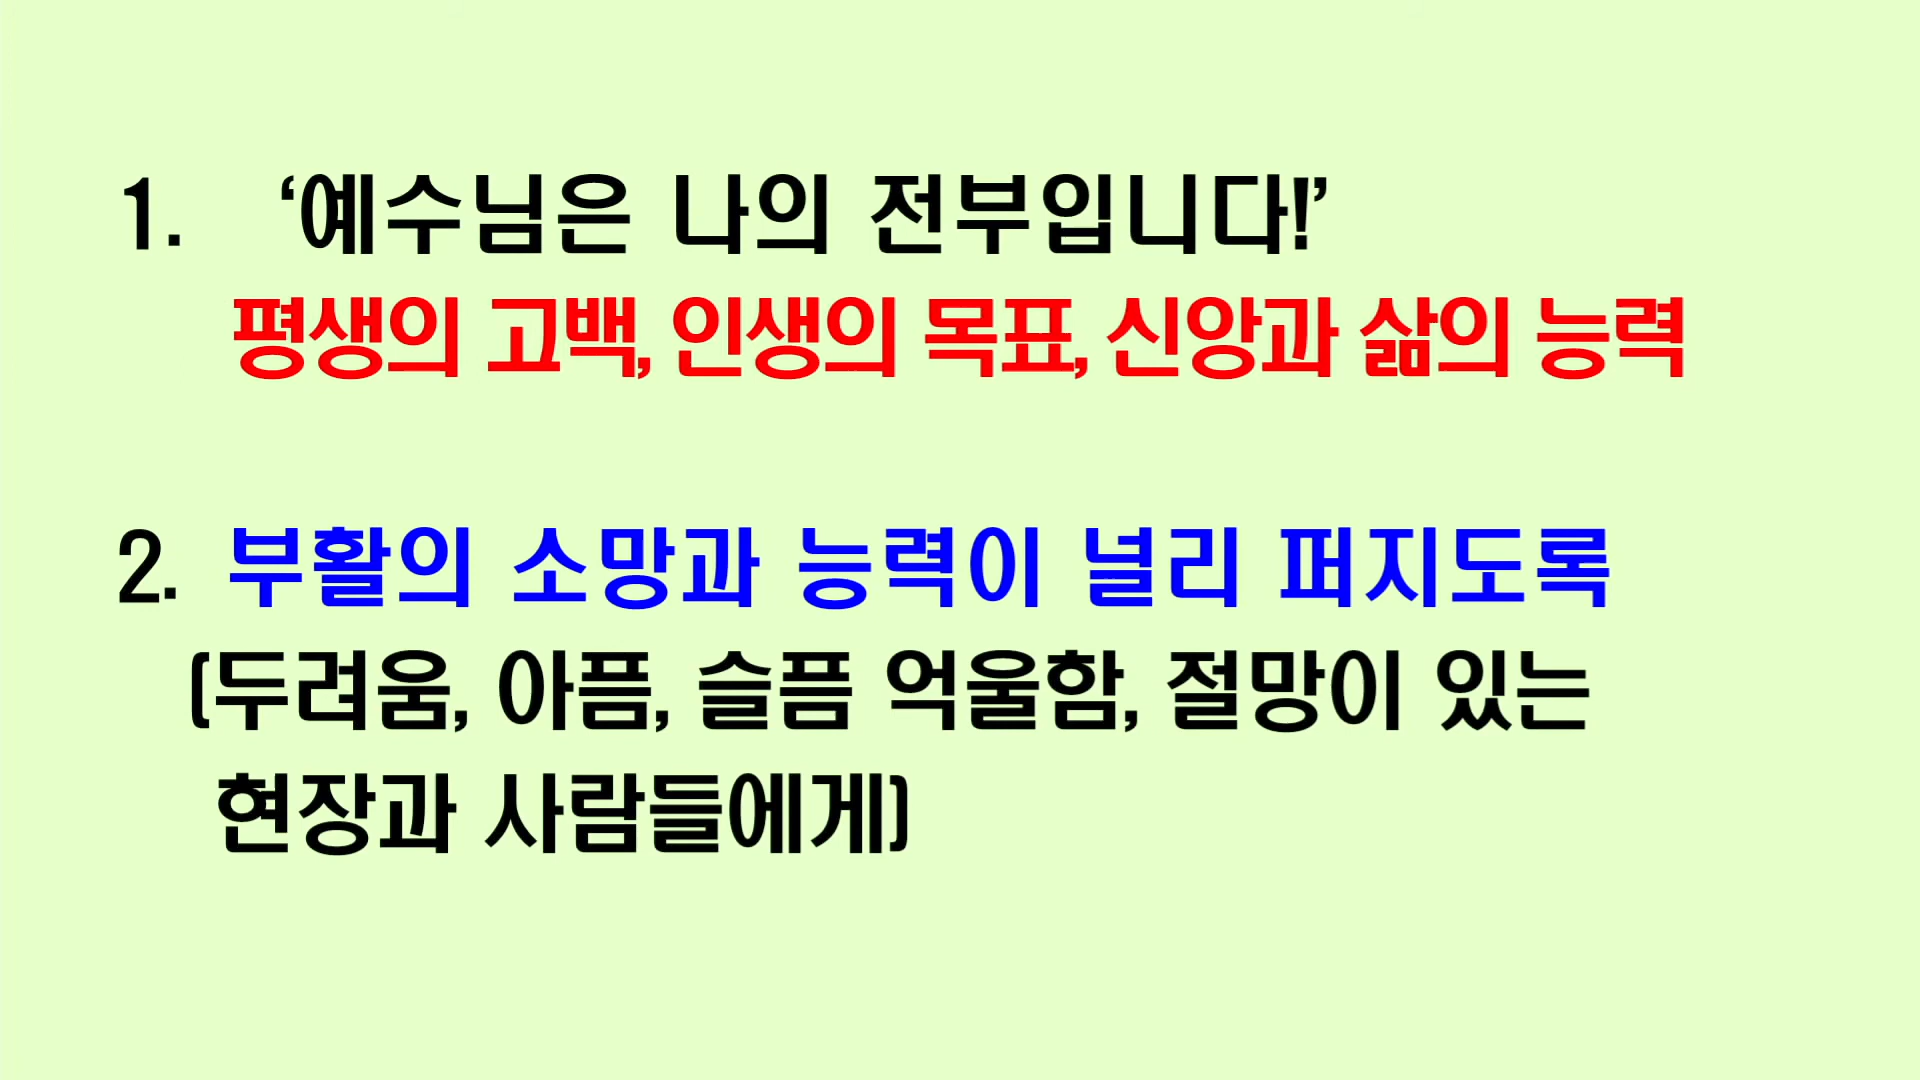 1. ‘예수님은 나의 전부입니다!’
평생의 고백, 인생의 목표, 신앙과 삶의 능력
2. 부활의 소망과 능력이 널리 퍼지도록
(두려움, 아픔, 슬픔 억울함, 절망이 있는
현장과 사람들에게)